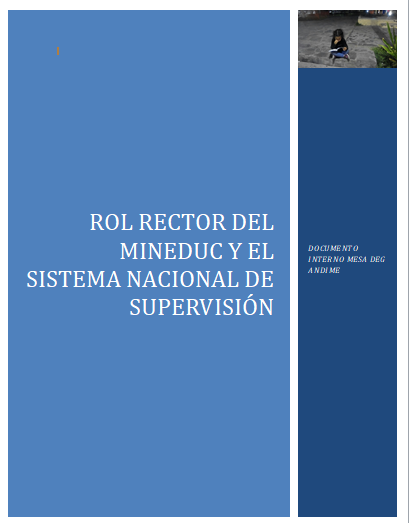 ROL RECTOR DEL
MINEDUC Y EL
SISTEMA NACIONAL DE
SUPERVISIÓN
DOCUMENTO
INTERNO MESA DEG
ANDIME